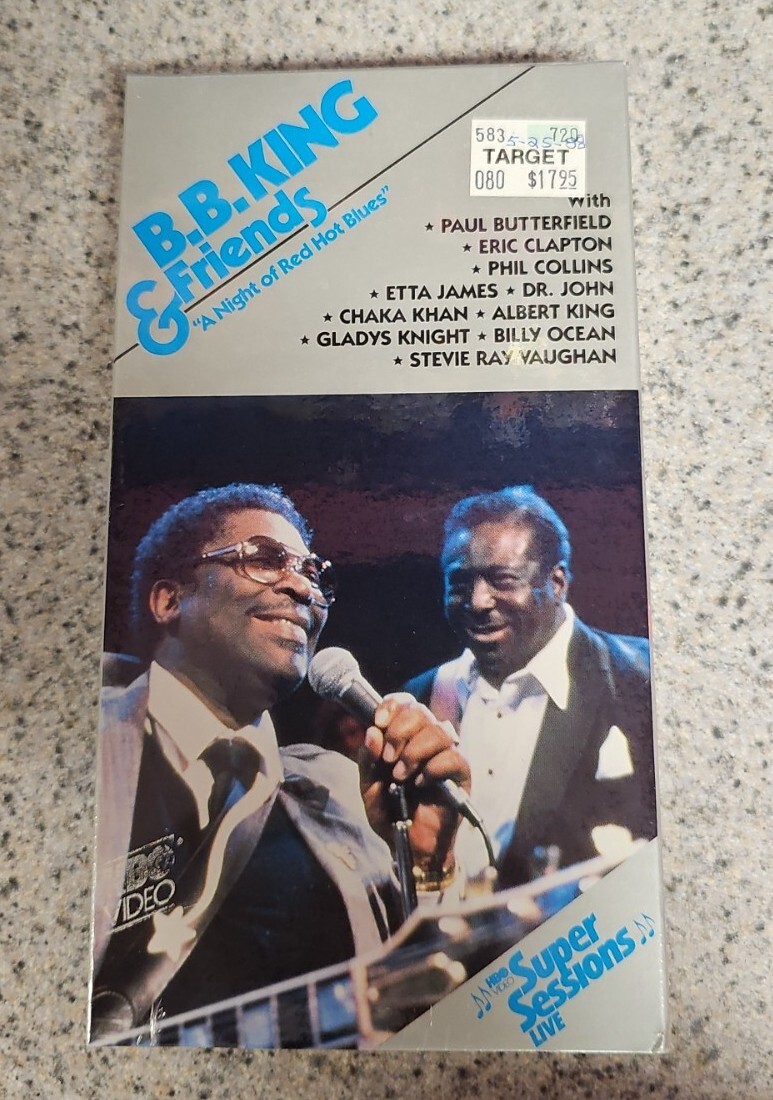 B.B. KING
& Friends
"A Night of Red Hot Blues"
583 720
5-25-88
TARGET
080 $17.95
With
★ PAUL BUTTERFIELD
★ ERIC CLAPTON
★ PHIL COLLINS
★ ETTA JAMES ★ DR. JOHN
★ CHAKA KHAN ★ ALBERT KING
★ GLADYS KNIGHT ★ BILLY OCEAN
★ STEVIE RAY VAUGHAN
HBO®
VIDEO
HBO
VIDEO
Super
Sessions
LIVE